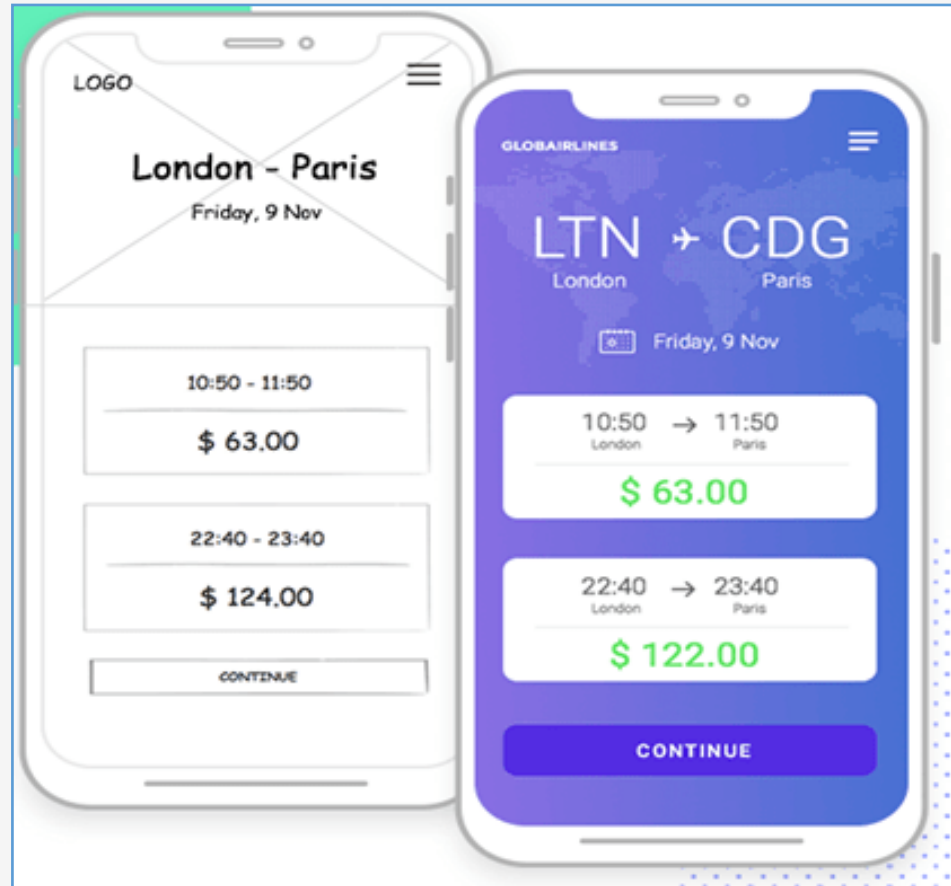 LOGO
London - Paris
Friday, 9 Nov
10:50 - 11:50
$ 63.00
22:40 - 23:40
$ 124.00
CONTINUE
GLOBAIRLINES
LTN CDG
London Paris
Friday, 9 Nov
10:50 → 11:50
London Paris
$ 63.00
22:40 → 23:40
London Paris
$ 122.00
CONTINUE